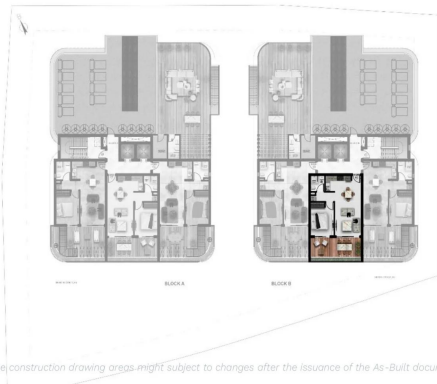 BLOCK A
BLOCK B
e construction drawing areas might subject to changes after the issuance of the As-Built docu